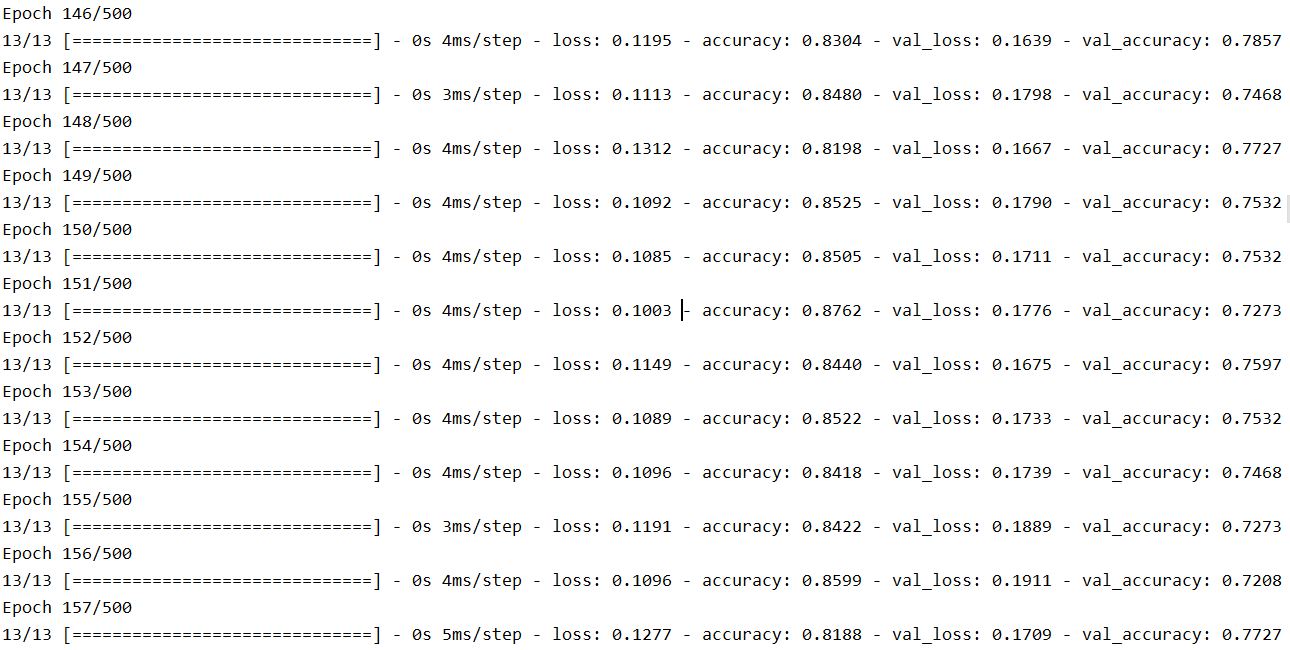 Epoch 146/500
13/13 [==============================] - 0s 4ms/step - loss: 0.1195 - accuracy: 0.8304 - val_loss: 0.1639 - val_accuracy: 0.7857
Epoch 147/500
13/13 [==============================] - 0s 3ms/step - loss: 0.1113 - accuracy: 0.8480 - val_loss: 0.1798 - val_accuracy: 0.7468
Epoch 148/500
13/13 [==============================] - 0s 4ms/step - loss: 0.1312 - accuracy: 0.8198 - val_loss: 0.1667 - val_accuracy: 0.7727
Epoch 149/500
13/13 [==============================] - 0s 4ms/step - loss: 0.1092 - accuracy: 0.8525 - val_loss: 0.1790 - val_accuracy: 0.7532
Epoch 150/500
13/13 [==============================] - 0s 4ms/step - loss: 0.1085 - accuracy: 0.8505 - val_loss: 0.1711 - val_accuracy: 0.7532
Epoch 151/500
13/13 [==============================] - 0s 4ms/step - loss: 0.1003 - accuracy: 0.8762 - val_loss: 0.1776 - val_accuracy: 0.7273
Epoch 152/500
13/13 [==============================] - 0s 4ms/step - loss: 0.1149 - accuracy: 0.8440 - val_loss: 0.1675 - val_accuracy: 0.7597
Epoch 153/500
13/13 [==============================] - 0s 4ms/step - loss: 0.1089 - accuracy: 0.8522 - val_loss: 0.1733 - val_accuracy: 0.7532
Epoch 154/500
13/13 [==============================] - 0s 4ms/step - loss: 0.1096 - accuracy: 0.8418 - val_loss: 0.1739 - val_accuracy: 0.7468
Epoch 155/500
13/13 [==============================] - 0s 3ms/step - loss: 0.1191 - accuracy: 0.8422 - val_loss: 0.1889 - val_accuracy: 0.7273
Epoch 156/500
13/13 [==============================] - 0s 4ms/step - loss: 0.1096 - accuracy: 0.8599 - val_loss: 0.1911 - val_accuracy: 0.7208
Epoch 157/500
13/13 [==============================] - 0s 5ms/step - loss: 0.1277 - accuracy: 0.8188 - val_loss: 0.1709 - val_accuracy: 0.7727